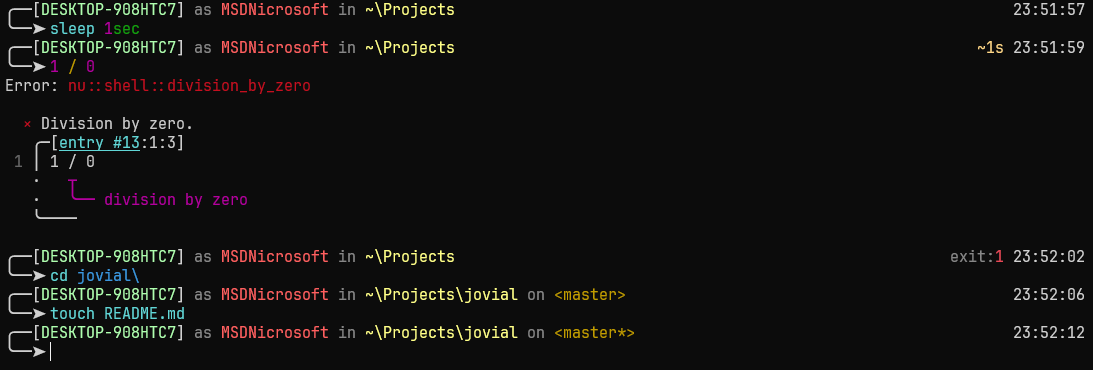 ╭──[DESKTOP-908HTC7] as MSDNicrosoft in ~\Projects 23:51:57
╰──➤ sleep 1sec
╭──[DESKTOP-908HTC7] as MSDNicrosoft in ~\Projects ~1s 23:51:59
╰──➤ 1 / 0
Error: nu::shell::division_by_zero
× Division by zero.
╭─[entry #13:1:3]
1 │ 1 / 0
· ┬
· ╰── division by zero
╰────
╭──[DESKTOP-908HTC7] as MSDNicrosoft in ~\Projects exit:1 23:52:02
╰──➤ cd jovial\
╭──[DESKTOP-908HTC7] as MSDNicrosoft in ~\Projects\jovial on <master> 23:52:06
╰──➤ touch README.md
╭──[DESKTOP-908HTC7] as MSDNicrosoft in ~\Projects\jovial on <master*> 23:52:12
╰──➤